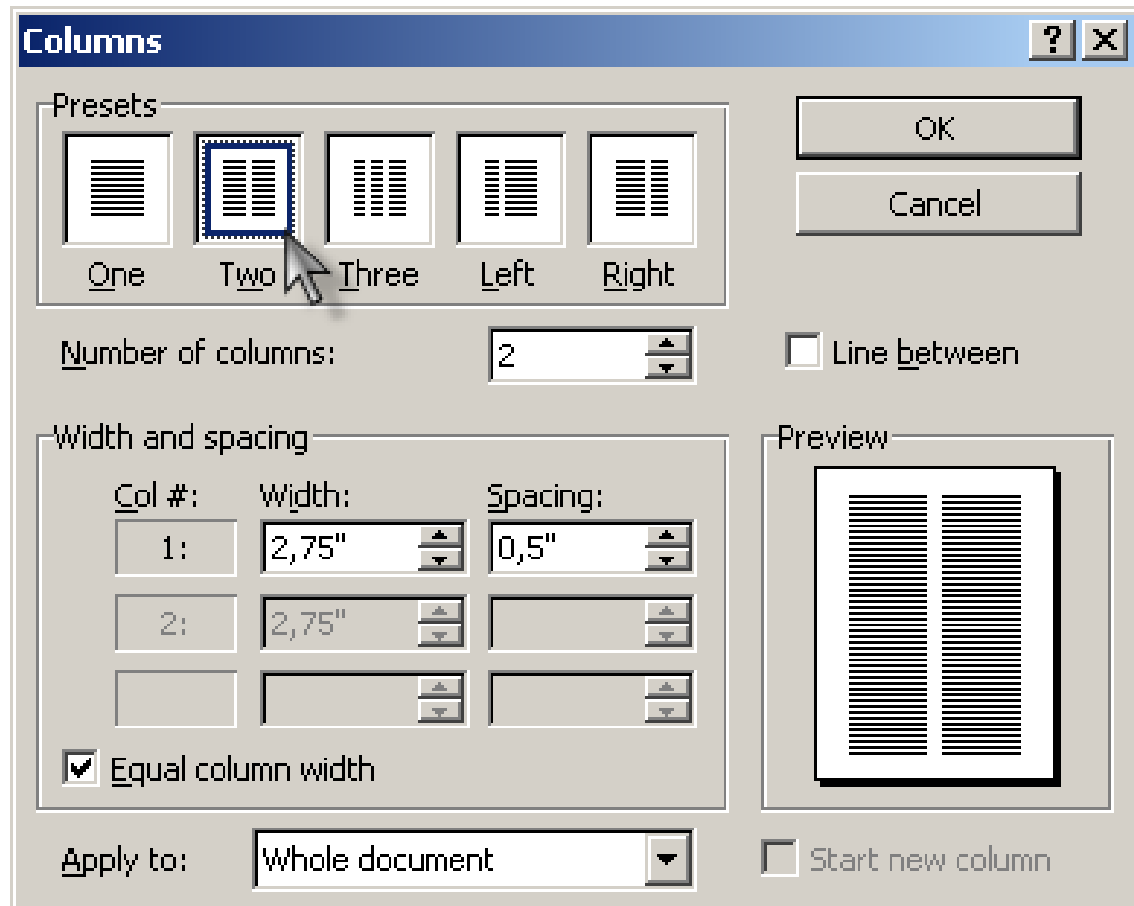 Columns
Presets
OK
Cancel
One Two Three Left Right
Number of columns: 2
Line between
Width and spacing
Preview
Col #: Width: Spacing:
1: 2,75" 0,5"
2: 2,75"
Equal column width
Apply to: Whole document
Start new column